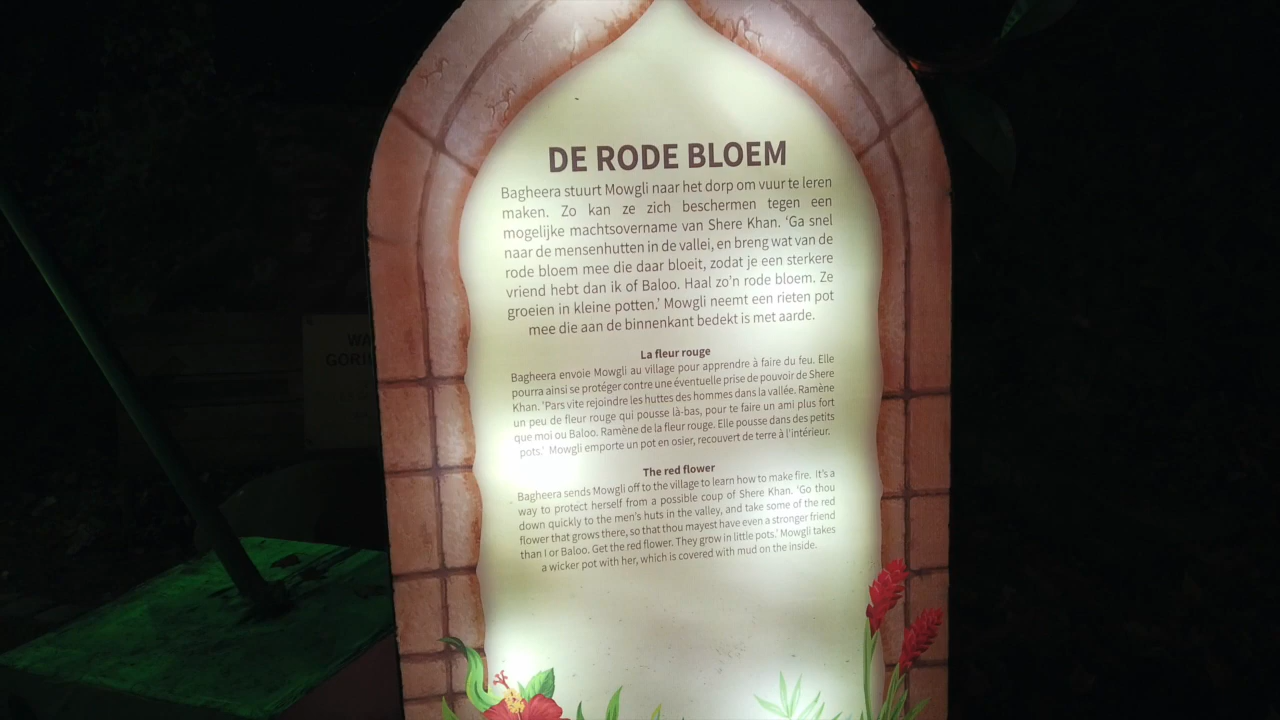 DE RODE BLOEM
Bagheera stuurt Mowgli naar het dorp om vuur te leren
maken. Zo kan ze zich beschermen tegen een
mogelijke machtsovername van Shere Khan. ‘Ga snel
naar de mensenhutten in de vallei, en breng wat van de
rode bloem mee die daar bloeit, zodat je een sterkere
vriend hebt dan ik of Baloo. Haal zo’n rode bloem. Ze
groeien in kleine potten.’ Mowgli neemt een rieten pot
mee die aan de binnenkant bedekt is met aarde.
La fleur rouge
Bagheera envoie Mowgli au village pour apprendre à faire du feu. Elle
pourra ainsi se protéger contre une éventuelle prise de pouvoir de Shere
Khan. ‘Pars vite rejoindre les huttes des hommes dans la vallée. Ramène
un peu de fleur rouge qui pousse là-bas, pour te faire un ami plus fort
que moi ou Baloo. Ramène de la fleur rouge. Elle pousse dans des petits
pots.’ Mowgli emporte un pot en osier, recouvert de terre à l’intérieur.
The red flower
Bagheera sends Mowgli off to the village to learn how to make fire. It’s a
way to protect herself from a possible coup of Shere Khan. ‘Go thou
down quickly to the men’s huts in the valley, and take some of the red
flower that grows there, so that thou mayest have even a stronger friend
than I or Baloo. Get the red flower. They grow in little pots.’ Mowgli takes
a wicker pot with her, which is covered with mud on the inside.